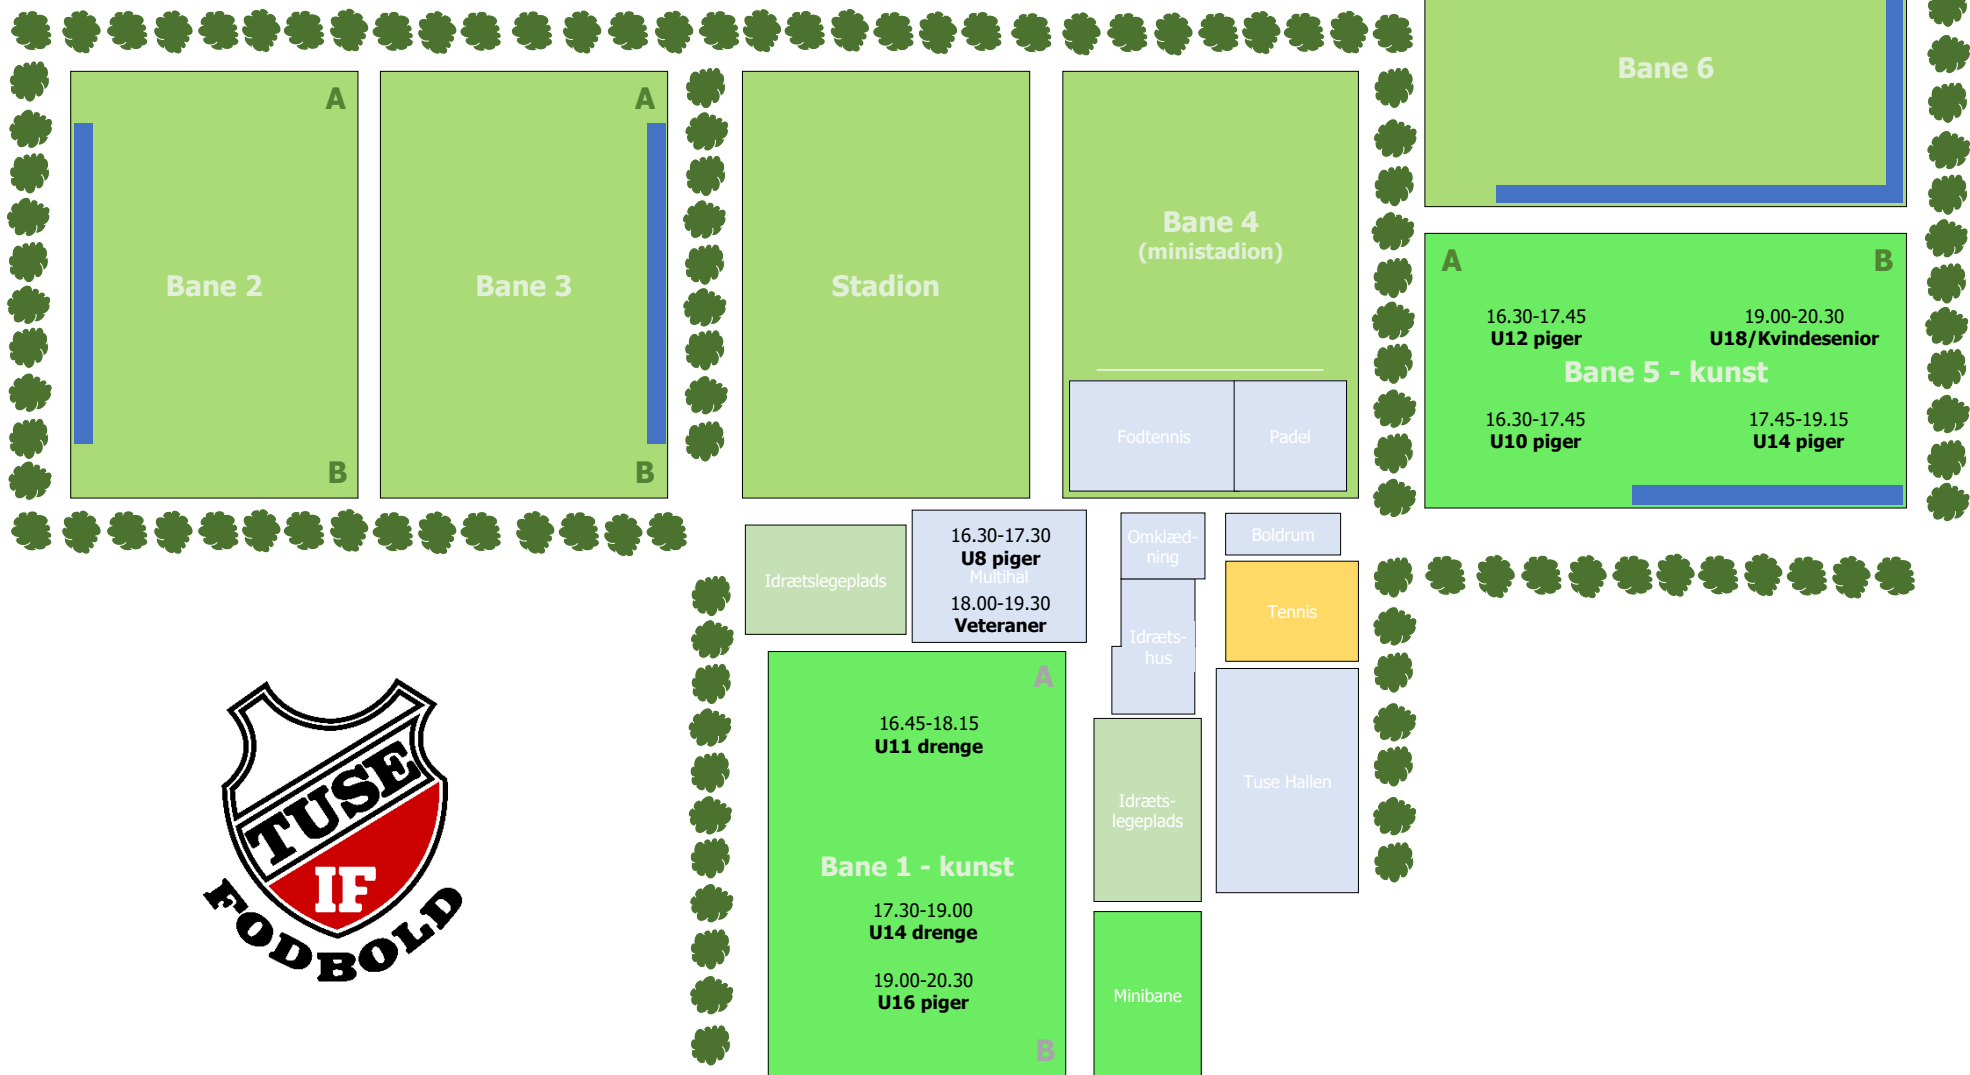 Bane 6
A
A
Bane 2
Bane 3
B
B
Stadion
Bane 4
(ministadion)
Fodtennis
Padel
A
B
16.30-17.45
U12 piger
19.00-20.30
U18/Kvindesenior
Bane 5 - kunst
16.30-17.45
U10 piger
17.45-19.15
U14 piger
Idrætslegeplads
16.30-17.30
U8 piger
Multihal
18.00-19.30
Veteraner
Omklæd-
ning
Boldrum
Idræts-
hus
Tennis
Tuse Hallen
Idræts-
legeplads
Minibane
A
16.45-18.15
U11 drenge
Bane 1 - kunst
17.30-19.00
U14 drenge
19.00-20.30
U16 piger
B
TUSE
IF
FODBOLD